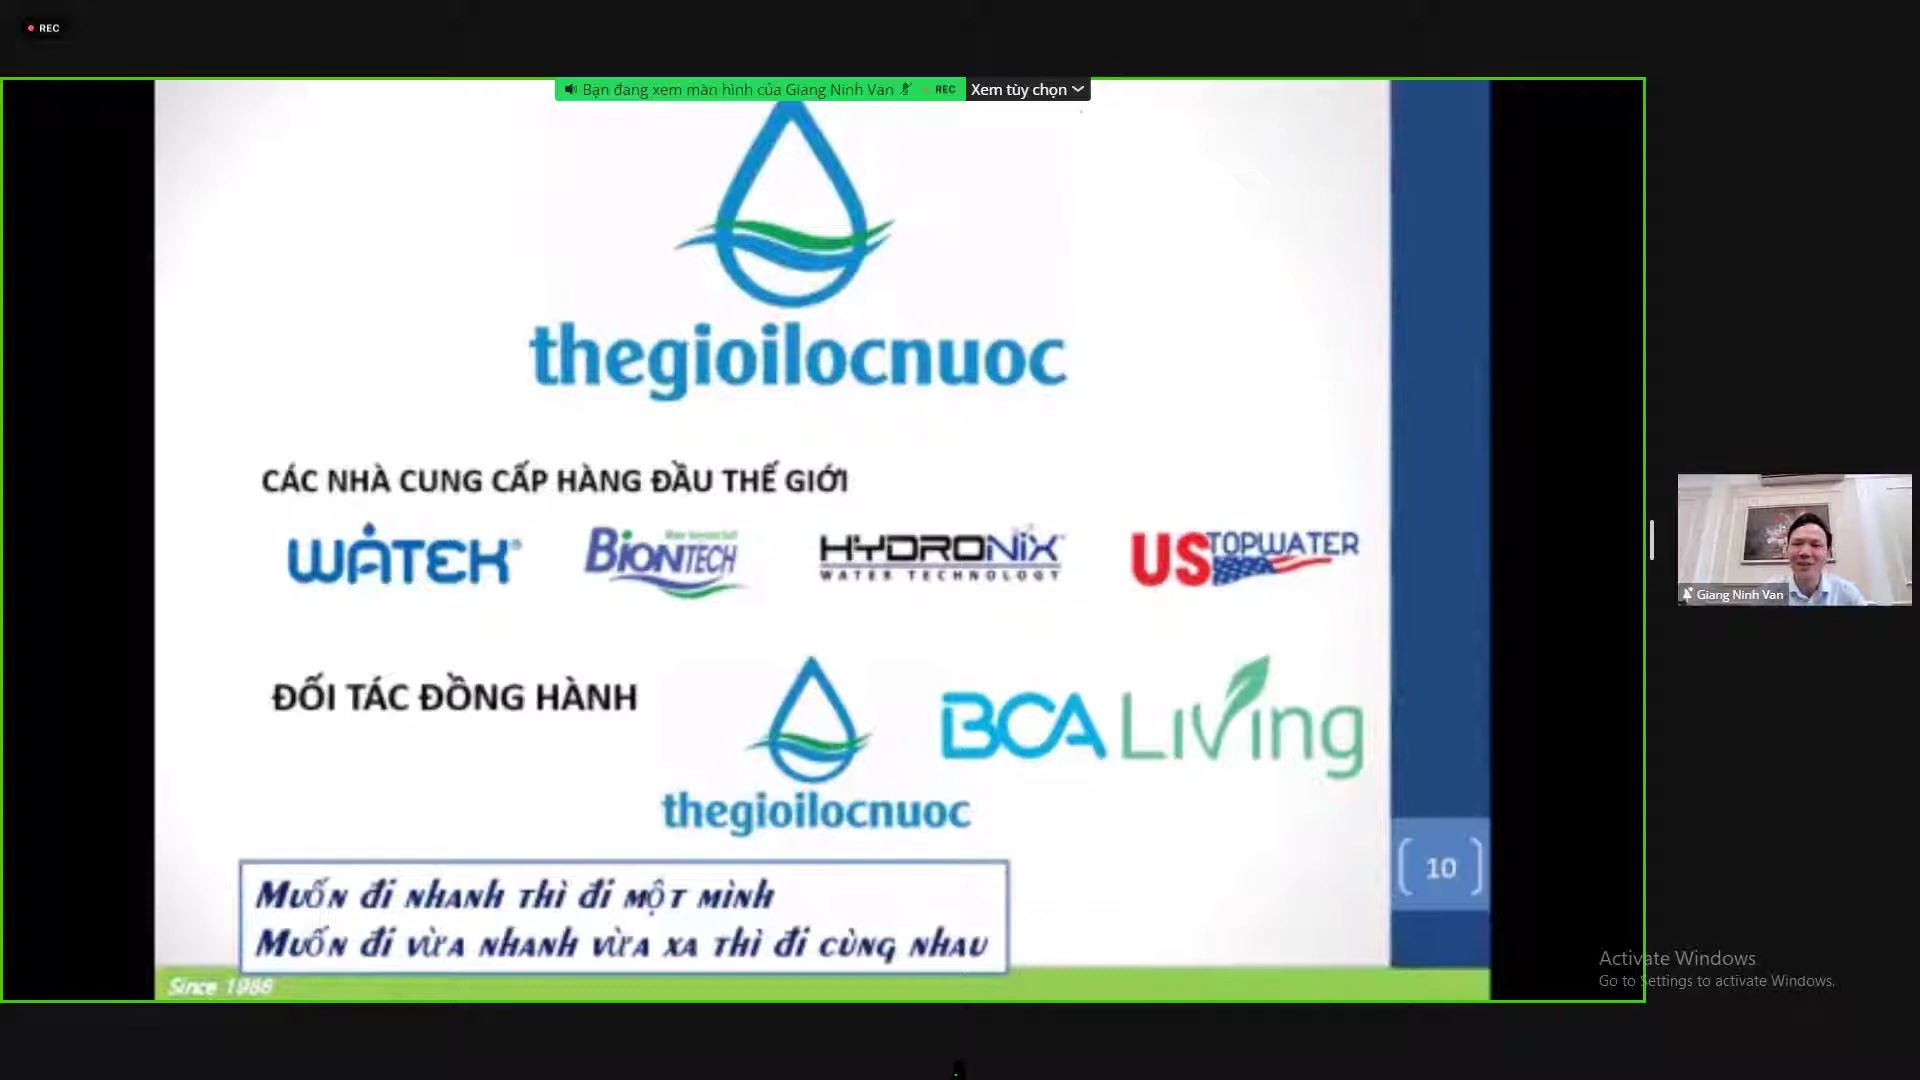 REC
Bạn đang xem màn hình của Giang Ninh Van REC Xem tùy chọn
thegioilocnuoc
CÁC NHÀ CUNG CẤP HÀNG ĐẦU THẾ GIỚI
WATEK® BIONTECH HYDRONIX WATER TECHNOLOGY US TOPWATER
ĐỐI TÁC ĐỒNG HÀNH
thegioilocnuoc
BCA Living
Muốn đi nhanh thì đi một mình
Muốn đi vừa nhanh vừa xa thì đi cùng nhau
10
Since 1986
Giang Ninh Van
Activate Windows
Go to Settings to activate Windows.